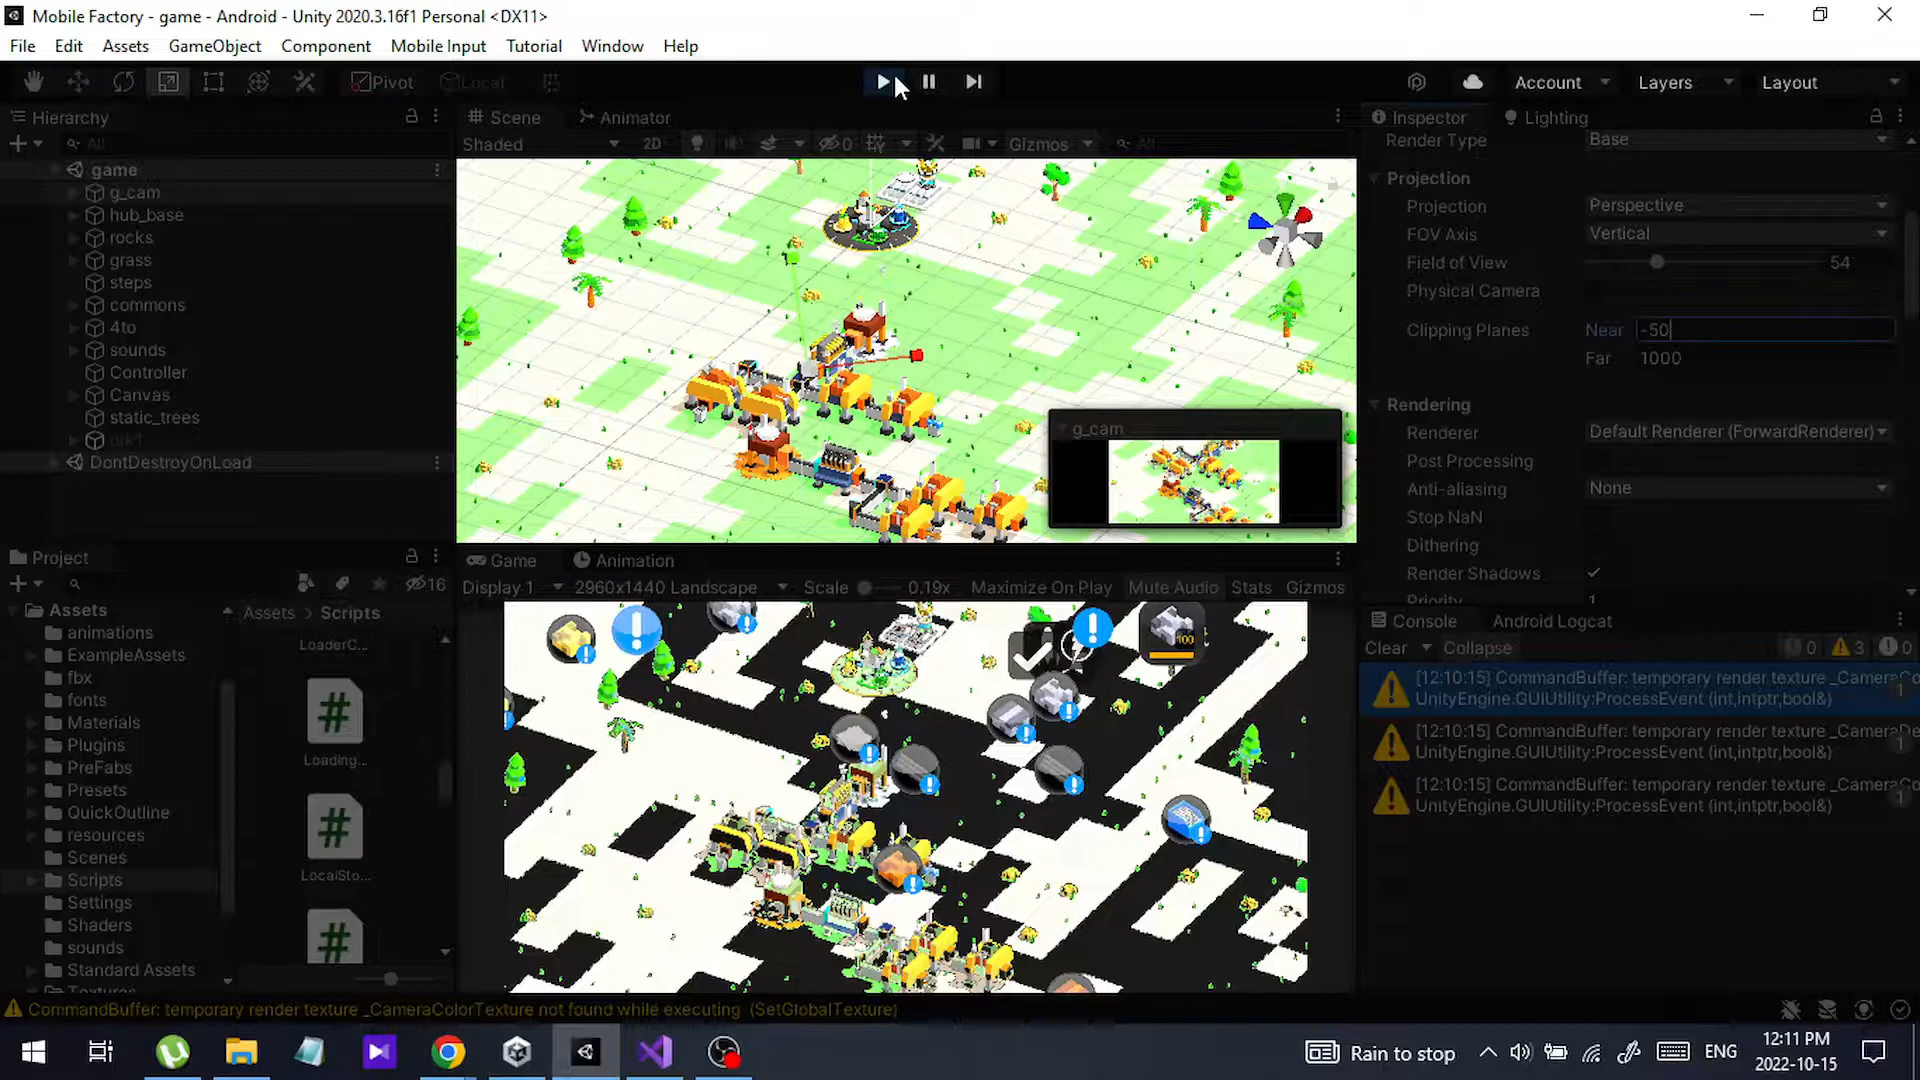 Mobile Factory - game - Android - Unity 2020.3.16f1 Personal <DX11>
File Edit Assets GameObject Component Mobile Input Tutorial Window Help
Pivot Local Account Layers Layout
Hierarchy
All
game
g_cam
hub_base
rocks
grass
steps
commons
4to
sounds
Controller
Canvas
static_trees
DontDestroyOnLoad
Scene Animator
Shaded 2D 0 Gizmos All
g_cam
Inspector Lighting
Render Type Base
Projection
Projection Perspective
FOV Axis Vertical
Field of View 54
Physical Camera
Clipping Planes Near -50
Far 1000
Rendering
Renderer Default Renderer (ForwardRenderer)
Post Processing
Anti-aliasing None
Stop NaN
Dithering
Render Shadows
Priority 1
Project
16
Assets
animations
ExampleAssets
fbx
fonts
Materials
Plugins
PreFabs
Presets
QuickOutline
resources
Scenes
Scripts
Settings
Shaders
sounds
Standard Assets
Textures
Assets > Scripts
LoaderC...
#
Loading...
#
LocalSto...
#
Game Animation
Display 1 2960x1440 Landscape Scale 0.19x Maximize On Play Mute Audio Stats Gizmos
100
Console Android Logcat
Clear Collapse 0 3 0
[12:10:15] CommandBuffer: temporary render texture _CameraCo
UnityEngine.GUIUtility:ProcessEvent (int,intptr,bool&)
1
[12:10:15] CommandBuffer: temporary render texture _CameraDe
UnityEngine.GUIUtility:ProcessEvent (int,intptr,bool&)
1
[12:10:15] CommandBuffer: temporary render texture _CameraCo
UnityEngine.GUIUtility:ProcessEvent (int,intptr,bool&)
1
CommandBuffer: temporary render texture _CameraColorTexture not found while executing (SetGlobalTexture)
Rain to stop ENG 12:11 PM
2022-10-15